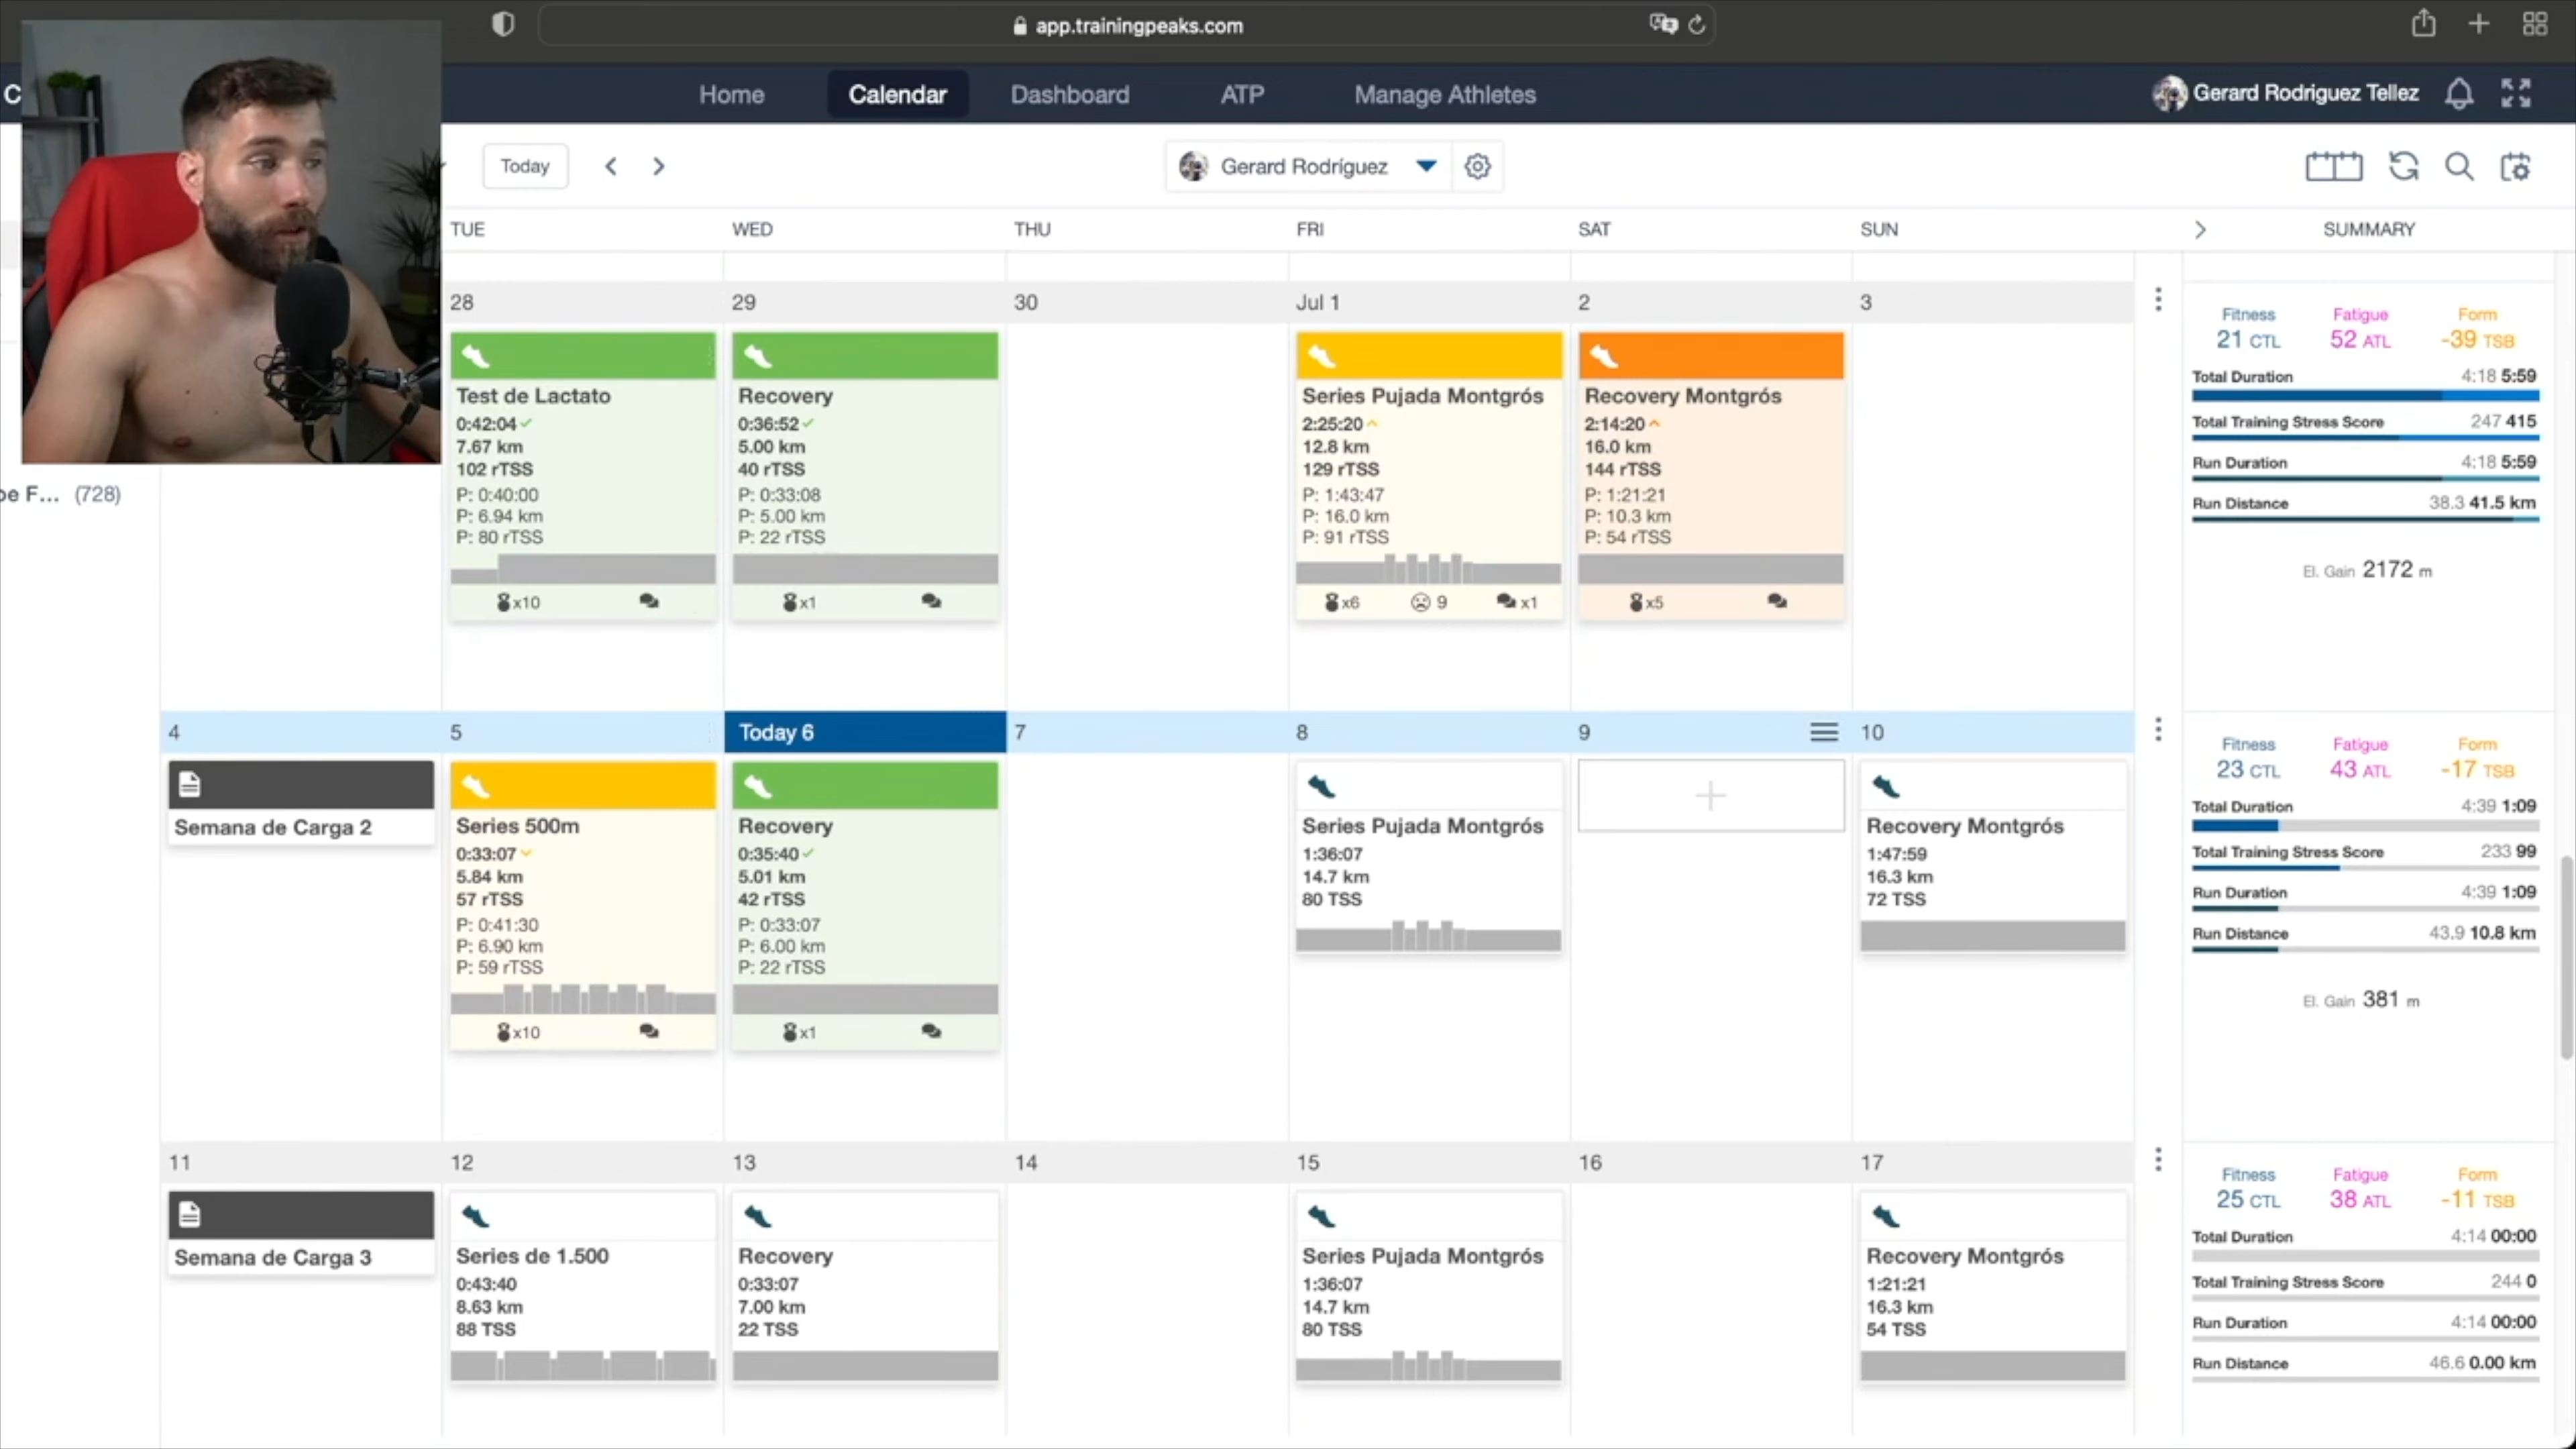 app.trainingpeaks.com
C
Home
Calendar
Dashboard
ATP
Manage Athletes
Gerard Rodriguez Tellez
Today
Gerard Rodríguez
TUE
WED
THU
FRI
SAT
SUN
SUMMARY
28
29
30
Jul 1
2
3
Test de Lactato
0:42:04
7.67 km
102 rTSS
P: 0:40:00
P: 6.94 km
P: 80 rTSS
x10
Recovery
0:36:52
5.00 km
40 rTSS
P: 0:33:08
P: 5.00 km
P: 22 rTSS
x1
Series Pujada Montgrós
2:25:20
12.8 km
129 rTSS
P: 1:43:47
P: 16.0 km
P: 91 rTSS
x6 9 x1
Recovery Montgrós
2:14:20
16.0 km
144 rTSS
P: 1:21:21
P: 10.3 km
P: 54 rTSS
x5
Fitness Fatigue Form
21 CTL 52 ATL -39 TSB
Total Duration 4:18 5:59
Total Training Stress Score 247 415
Run Duration 4:18 5:59
Run Distance 38.3 41.5 km
El. Gain 2172 m
pe F... (728)
4
5
Today 6
7
8
9
10
Semana de Carga 2
Series 500m
0:33:07
5.84 km
57 rTSS
P: 0:41:30
P: 6.90 km
P: 59 rTSS
x10
Recovery
0:35:40
5.01 km
42 rTSS
P: 0:33:07
P: 6.00 km
P: 22 rTSS
x1
Series Pujada Montgrós
1:36:07
14.7 km
80 TSS
Recovery Montgrós
1:47:59
16.3 km
72 TSS
Fitness Fatigue Form
23 CTL 43 ATL -17 TSB
Total Duration 4:39 1:09
Total Training Stress Score 233 99
Run Duration 4:39 1:09
Run Distance 43.9 10.8 km
El. Gain 381 m
11
12
13
14
15
16
17
Semana de Carga 3
Series de 1.500
0:43:40
8.63 km
88 TSS
Recovery
0:33:07
7.00 km
22 TSS
Series Pujada Montgrós
1:36:07
14.7 km
80 TSS
Recovery Montgrós
1:21:21
16.3 km
54 TSS
Fitness Fatigue Form
25 CTL 38 ATL -11 TSB
Total Duration 4:14 00:00
Total Training Stress Score 244 0
Run Duration 4:14 00:00
Run Distance 46.6 0.00 km